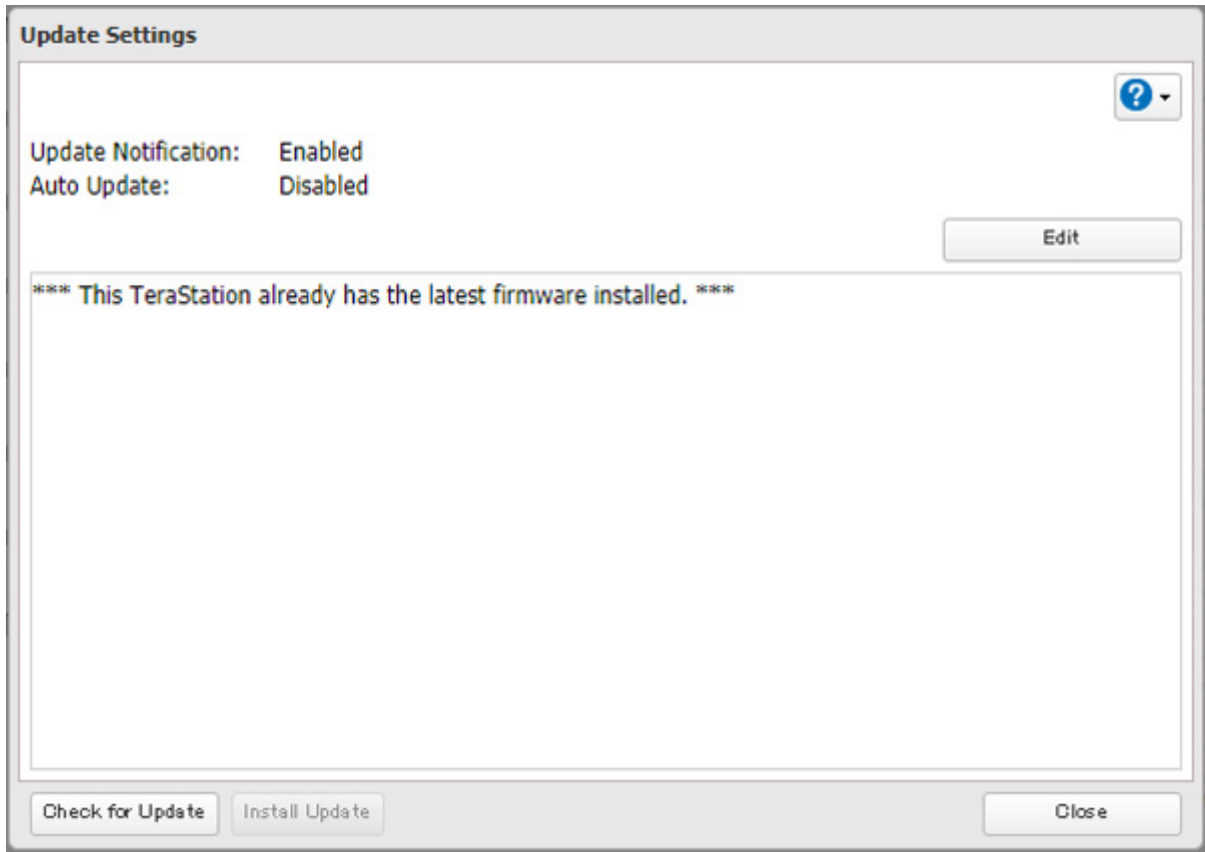 Update Settings
?
Update Notification: Enabled
Auto Update: Disabled
Edit
*** This TeraStation already has the latest firmware installed. ***
Check for Update Install Update Close